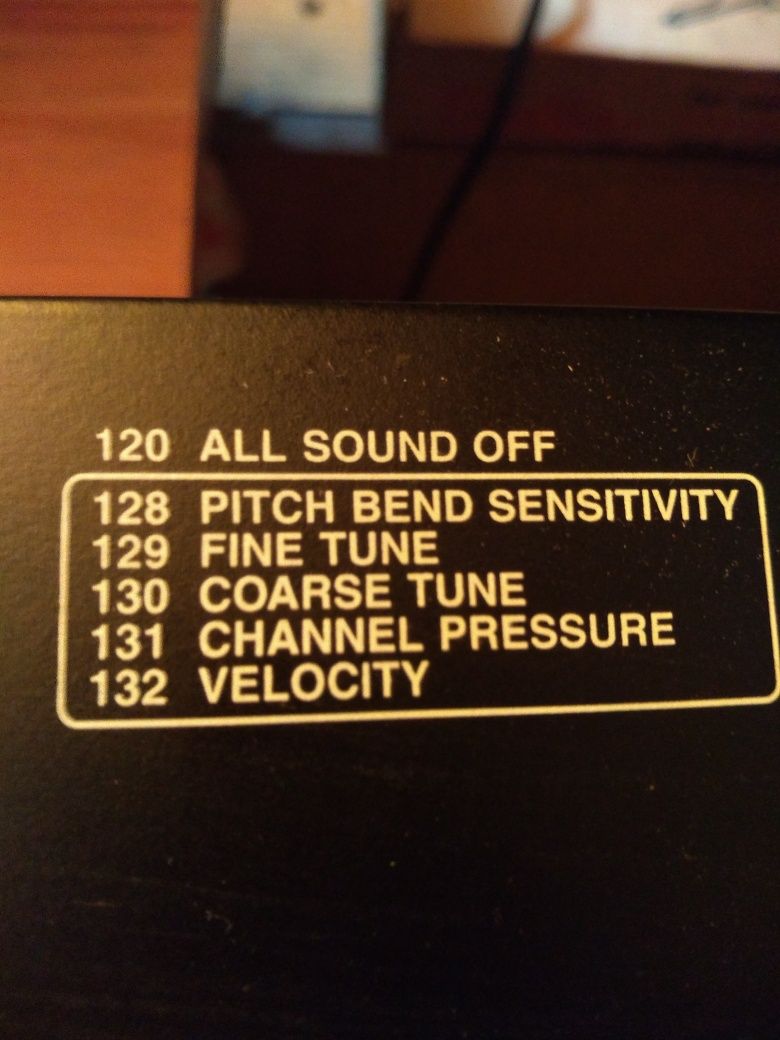 120 ALL SOUND OFF
128 PITCH BEND SENSITIVITY
129 FINE TUNE
130 COARSE TUNE
131 CHANNEL PRESSURE
132 VELOCITY